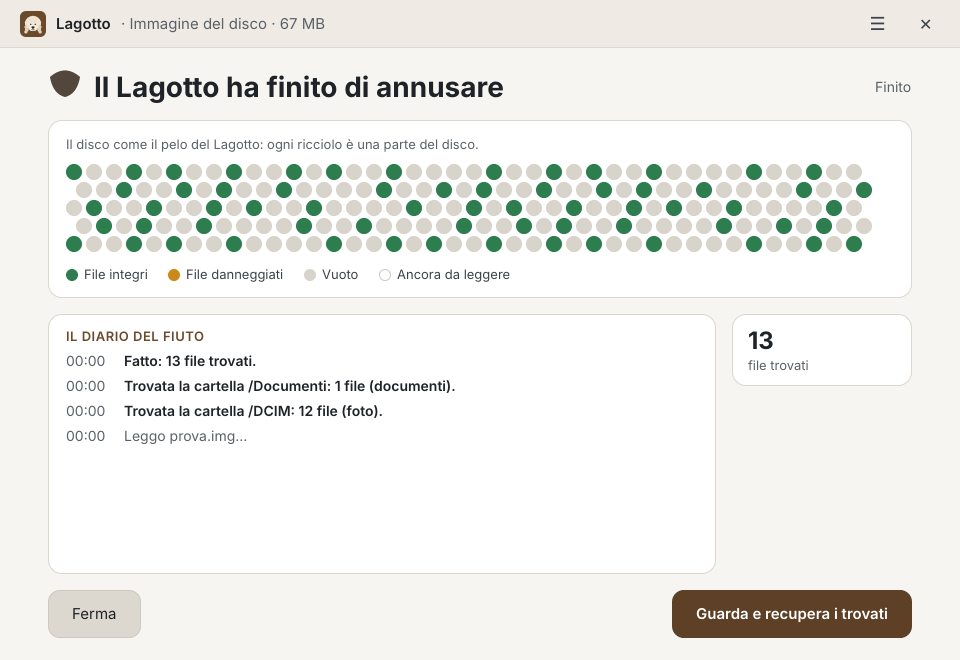 Lagotto · Immagine del disco · 67 MB
Il Lagotto ha finito di annusare
Finito
Il disco come il pelo del Lagotto: ogni ricciolo è una parte del disco.
File integri File danneggiati Vuoto Ancora da leggere
IL DIARIO DEL FIUTO
00:00 Fatto: 13 file trovati.
00:00 Trovata la cartella /Documenti: 1 file (documenti).
00:00 Trovata la cartella /DCIM: 12 file (foto).
00:00 Leggo prova.img…
13
file trovati
Ferma
Guarda e recupera i trovati